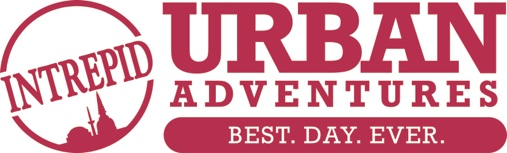 INTREPID
URBAN
ADVENTURES
BEST. DAY. EVER.